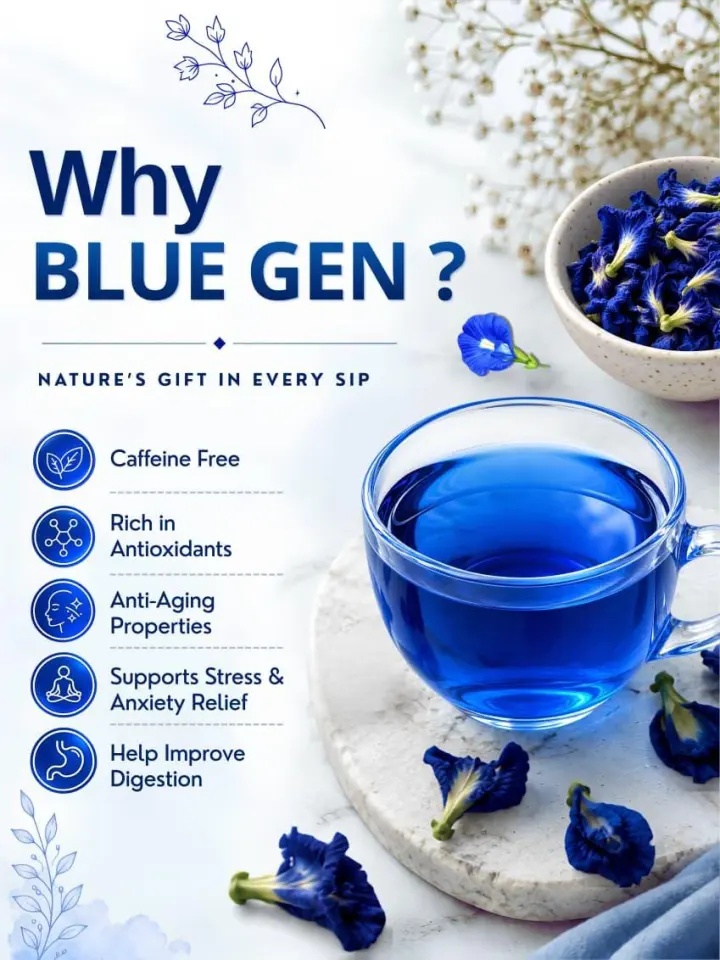 Why
BLUE GEN ?
NATURE'S GIFT IN EVERY SIP
Caffeine Free
Rich in
Antioxidants
Anti-Aging
Properties
Supports Stress &
Anxiety Relief
Help Improve
Digestion